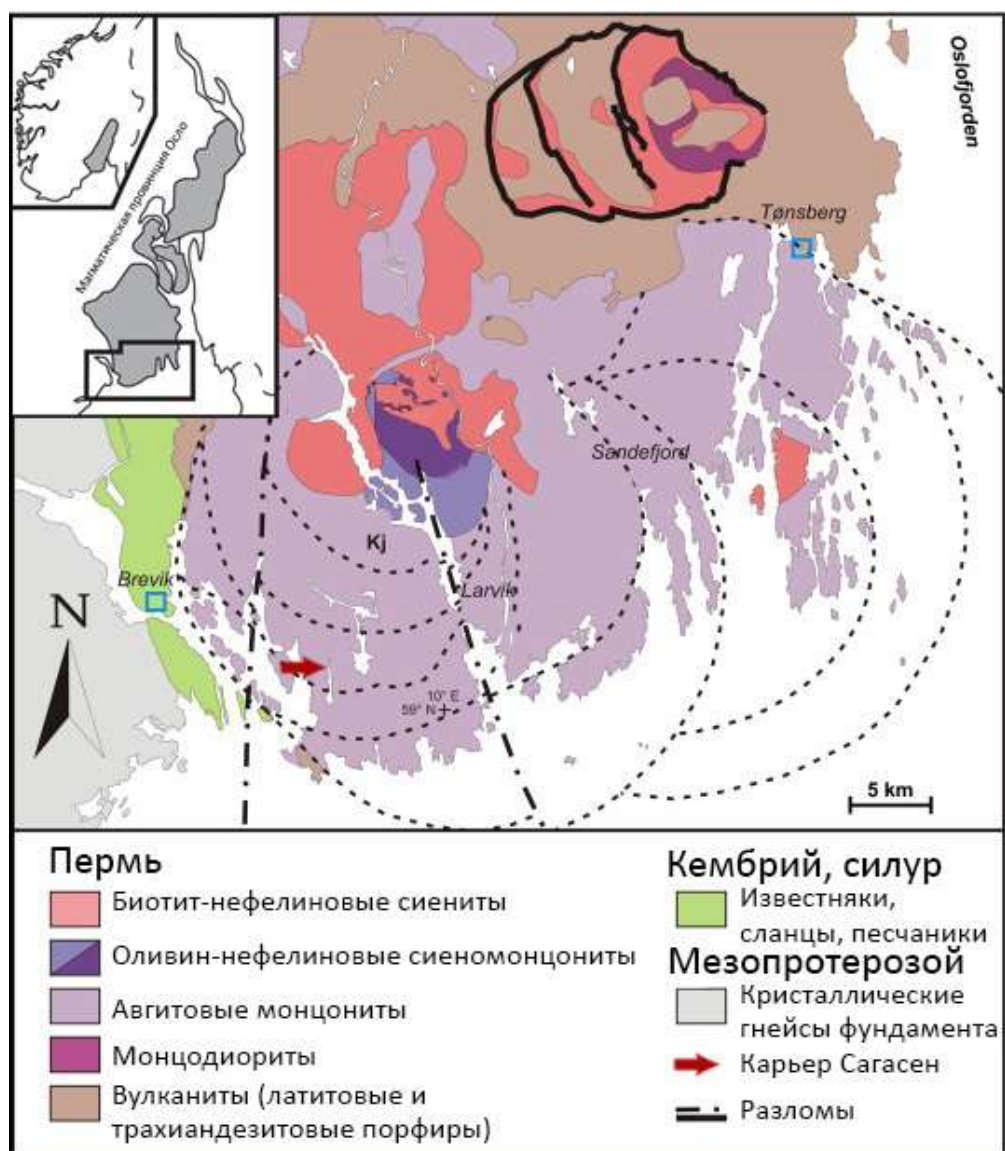 Магматическая провинция Осло
Oslofjorden
Tønsberg
Sandefjord
Kj
Brevik
Larvik
N
10° E
59° N
5 km
Пермь
Биотит-нефелиновые сиениты
Оливин-нефелиновые сиеномонцониты
Авгитовые монцониты
Монцодиориты
Вулканиты (латитовые и
трахиандезитовые порфиры)
Кембрий, силур
Известняки,
сланцы, песчаники
Мезопротерозой
Кристаллические
гнейсы фундамента
Карьер Сагасен
Разломы